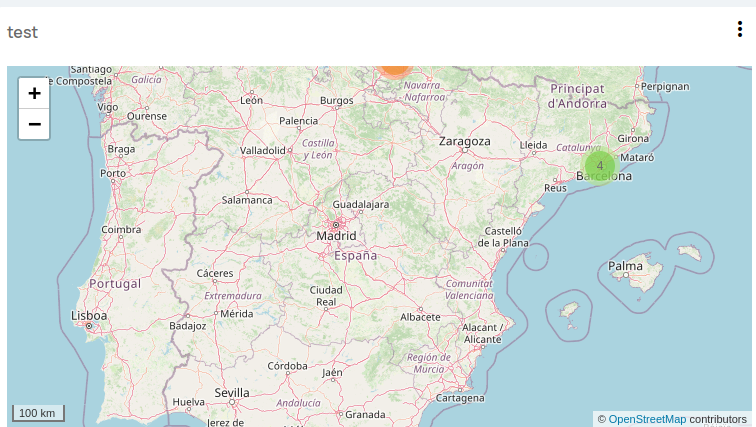 test
+
−
Santiago
de Compostela
Galicia
Vigo
Ourense
León
Burgos
Navarra -
Nafarroa
Principat
d'Andorra
Perpignan
Palencia
Braga
Valladolid
Castilla
y León
Zaragoza
Lleida
Catalunya
Girona
Mataró
4
Barcelona
Aragón
Reus
Porto
Salamanca
Guadalajara
Madrid
España
Coimbra
Castelló
de la Plana
Palma
Portugal
Cáceres
Ciudad
Real
Comunitat
Valenciana
Extremadura
Mérida
Albacete
Lisboa
Badajoz
Alacant /
Alicante
Región de
Murcia
Córdoba
Jaén
Cartagena
Huelva
Sevilla
Andalucía
Granada
Jerez de
100 km
© OpenStreetMap contributors